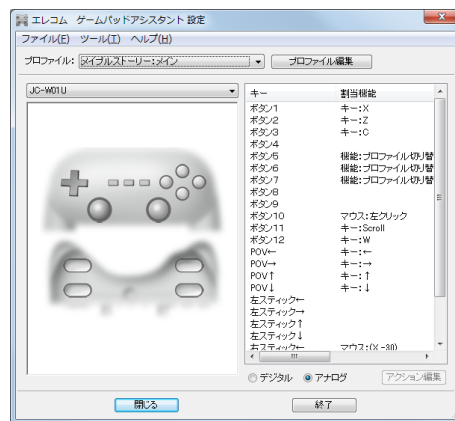 エレコム ゲームパッドアシスタント 設定
ファイル(F) ツール(T) ヘルプ(H)
プロファイル: メイプルストーリー:メイン プロファイル編集
JC-W01U
キー 割当機能
ボタン1 キー:X
ボタン2 キー:Z
ボタン3 キー:C
ボタン4
ボタン5 機能:プロファイル切り替
ボタン6 機能:プロファイル切り替
ボタン7 機能:プロファイル切り替
ボタン8
ボタン9
ボタン10 マウス:左クリック
ボタン11 キー:Scroll
ボタン12 キー:W
POV← キー:←
POV→ キー:→
POV↑ キー:↑
POV↓ キー:↓
左スティック←
左スティック→
左スティック↑
左スティック↓
右スティック← マウス:(X -30)
デジタル アナログ アクション編集
閉じる 終了